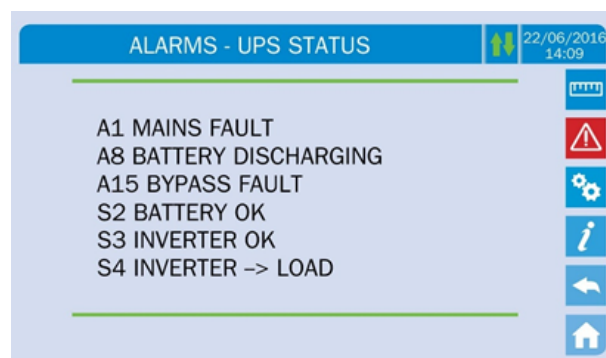 ALARMS - UPS STATUS
22/06/2016
14:09
A1 MAINS FAULT
A8 BATTERY DISCHARGING
A15 BYPASS FAULT
S2 BATTERY OK
S3 INVERTER OK
S4 INVERTER –> LOAD